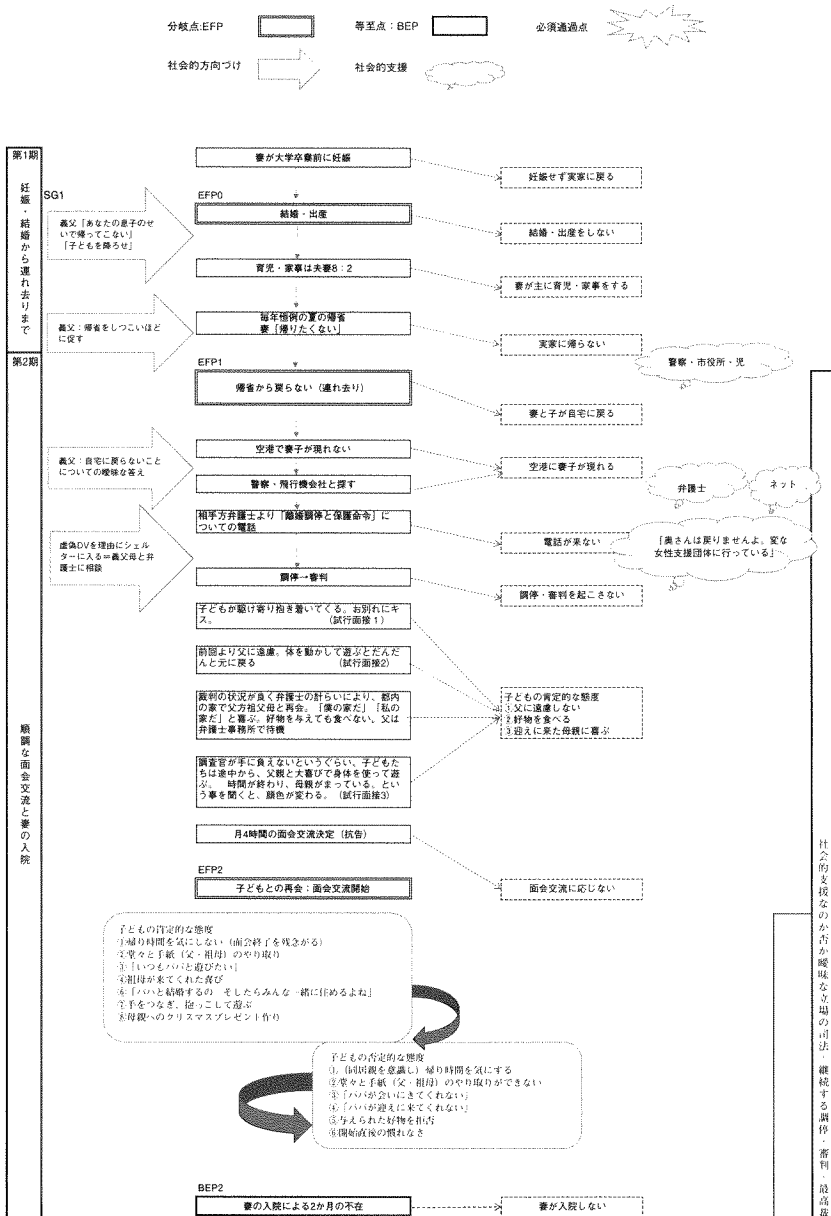 分岐点:EFP
等至点：BEP
必須通過点
社会的方向づけ
社会的支援
第1期
妊娠・結婚から連れ去りまで
SG1
義父「あなたの息子のせ
いで帰ってこない」
「子どもを降ろせ」
義父：帰省をしつこいほど
に促す
妻が大学卒業前に妊娠
妊娠せず実家に戻る
EFP0
結婚・出産
結婚・出産をしない
育児・家事は夫妻8：2
妻が主に育児・家事をする
毎年恒例の夏の帰省
妻「帰りたくない」
実家に帰らない
第2期
順調な面会交流と妻の入院
EFP1
帰省から戻らない（連れ去り）
妻と子が自宅に戻る
警察・市役所・児
義父：自宅に戻らないこと
についての曖昧な答え
空港で妻子が現れない
警察・飛行機会社と探す
空港に妻子が現れる
弁護士
ネット
虚偽DVを理由にシェル
ターに入る＝義父母と弁
護士に相談
相手方弁護士より「離婚調停と保護命令」に
ついての電話
電話が来ない
「奥さんは戻りませんよ。変な
女性支援団体に行っている」
調停→審判
調停・審判を起こさない
子どもが駆け寄り抱き着いてくる。お別れにキ
ス。　（試行面接１）
前回より父に遠慮。体を動かして遊ぶとだんだ
んと元に戻る　（試行面接2）
裁判の状況が良く弁護士の計らいにより、都内
の家で父方祖父母と再会。「僕の家だ」「私の
家だ」と喜ぶ。好物を与えても食べない、父は
弁護士事務所で待機
子どもの肯定的な態度
①父に遠慮しない
②好物を食べる
③迎えに来た母親に喜ぶ
調査官が手に負えないというぐらい、子どもた
ちは途中から、父親と大喜びで身体を使って遊
ぶ。　時間が終わり、母親がまっている。とい
う事を聞くと、顔色が変わる。（試行面接3）
月4時間の面会交流決定（抗告）
EFP2
子どもとの再会：面会交流開始
面会交流に応じない
子どもの肯定的な態度
①帰り時間を気にしない（面会終了を残念がる）
②堂々と手紙（父・祖母）のやり取り
③「いつもパパと遊びたい」
④祖母が来てくれた喜び
⑥「パパと結婚するの　そしたらみんな一緒に住めるよね」
⑦手をつなぎ、抱っこして遊ぶ
⑧母親へのクリスマスプレゼント作り
子どもの否定的な態度
①.（同居親を意識し）帰り時間を気にする
②堂々と手紙（父・祖母）のやり取りができない
③「パパが会いにきてくれない」
④「パパが迎えに来てくれない」
⑤与えられた好物を拒否
⑥開始直後の慣れなさ
BEP2
妻の入院による2か月の不在
妻が入院しない
社会的支援なのか否か曖昧な立場の司法　継続する調停・審判・最高裁